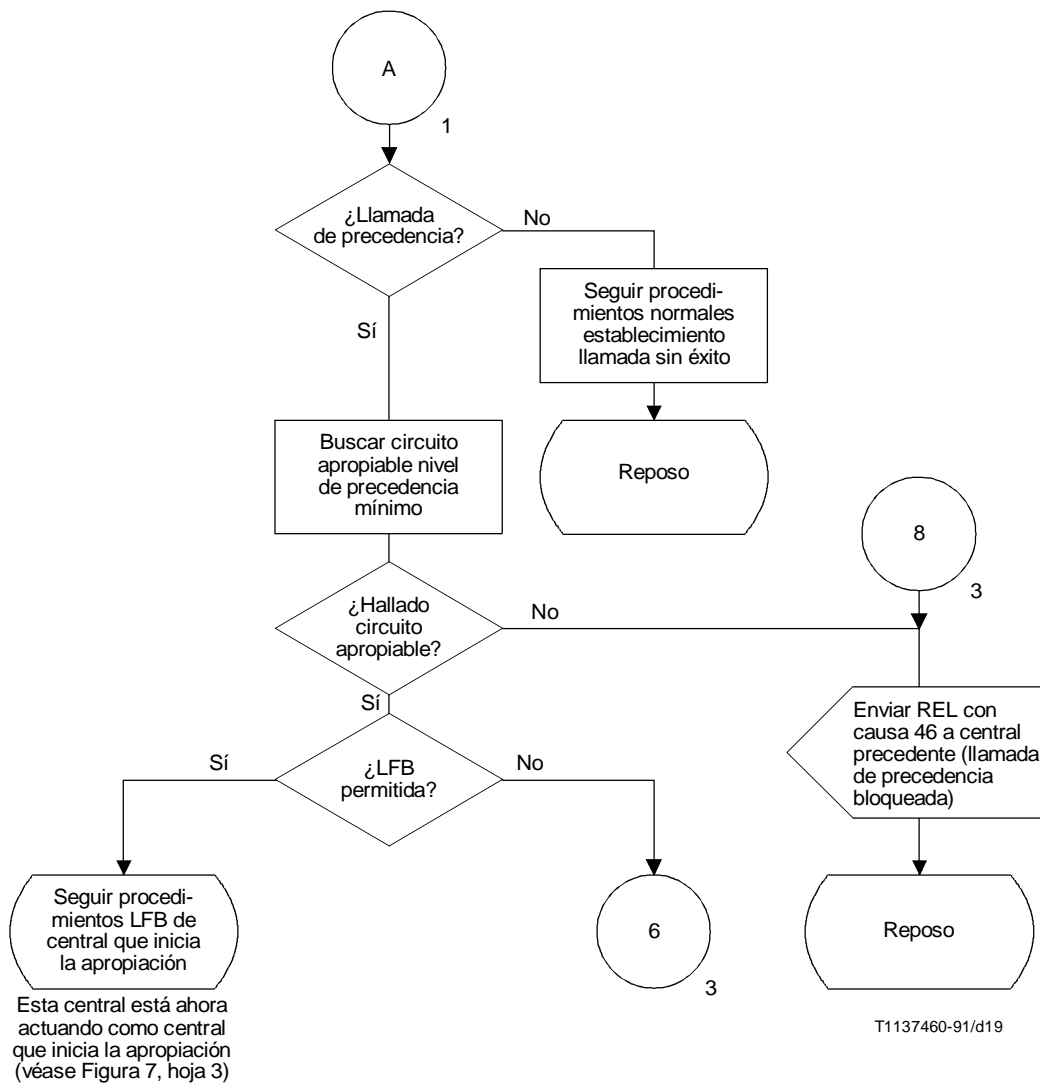 A
1
¿Llamada
de precedencia?
No
Sí
Seguir procedi-
mientos normales
establecimiento
llamada sin éxito
Buscar circuito
apropiable nivel
de precedencia
mínimo
Reposo
8
3
¿Hallado
circuito
apropiable?
No
Sí
Enviar REL con
causa 46 a central
precedente (llamada
de precedencia
bloqueada)
¿LFB
permitida?
Sí
No
Seguir procedi-
mientos LFB de
central que inicia
la apropiación
6
3
Reposo
Esta central está ahora
actuando como central
que inicia la apropiación
(véase Figura 7, hoja 3)
T1137460-91/d19